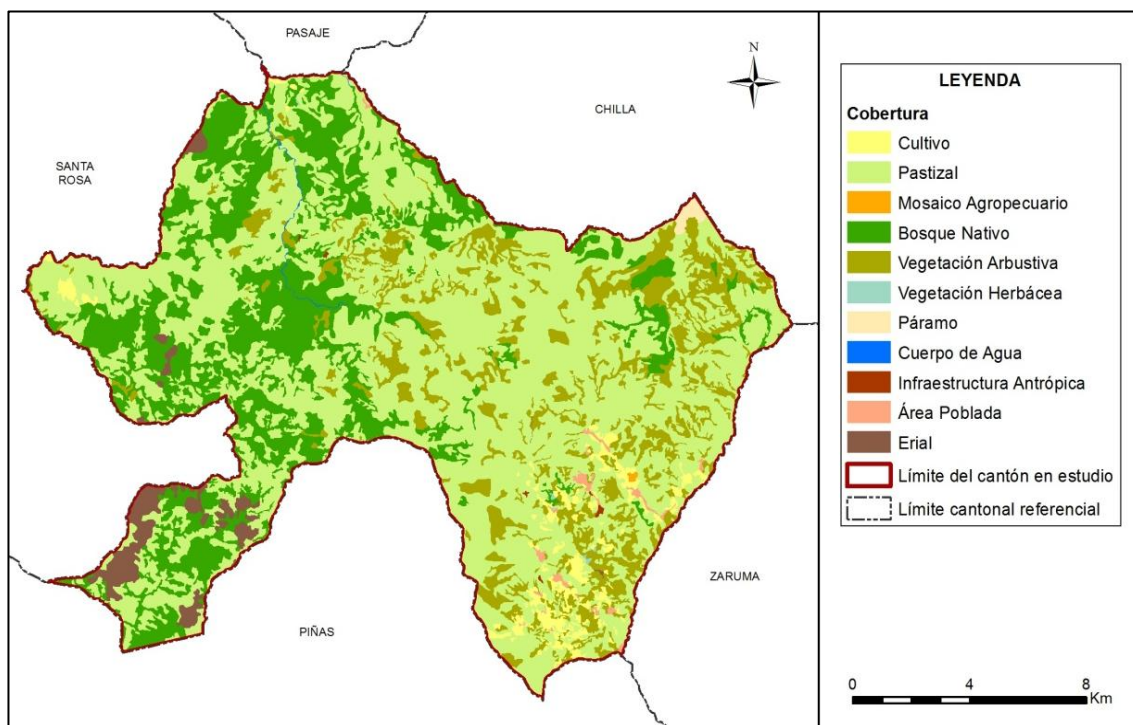 PASAJE
N
CHILLA
SANTA
ROSA
ZARUMA
PIÑAS
LEYENDA
Cobertura
Cultivo
Pastizal
Mosaico Agropecuario
Bosque Nativo
Vegetación Arbustiva
Vegetación Herbácea
Páramo
Cuerpo de Agua
Infraestructura Antrópica
Área Poblada
Erial
Límite del cantón en estudio
Límite cantonal referencial
0 4 8
Km